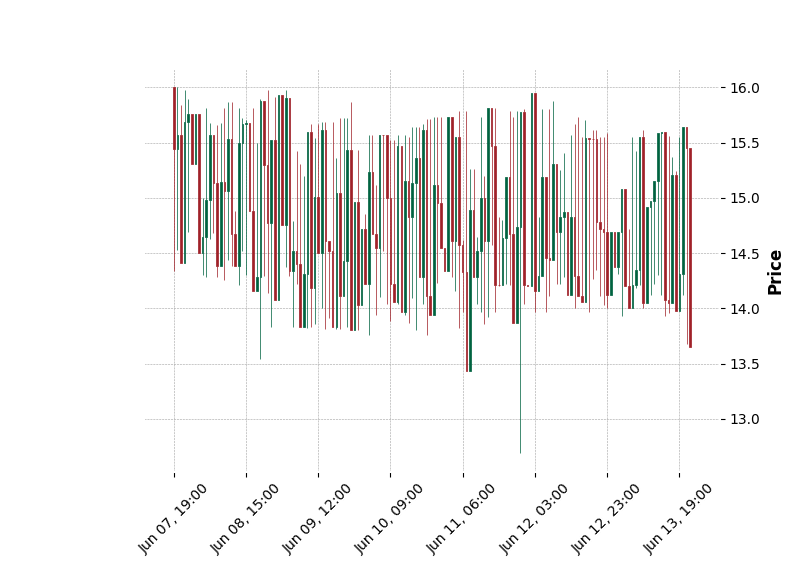 16.0
15.5
15.0
14.5
14.0
13.5
13.0
Price
Jun 07, 19:00
Jun 08, 15:00
Jun 09, 12:00
Jun 10, 09:00
Jun 11, 06:00
Jun 12, 03:00
Jun 12, 23:00
Jun 13, 19:00